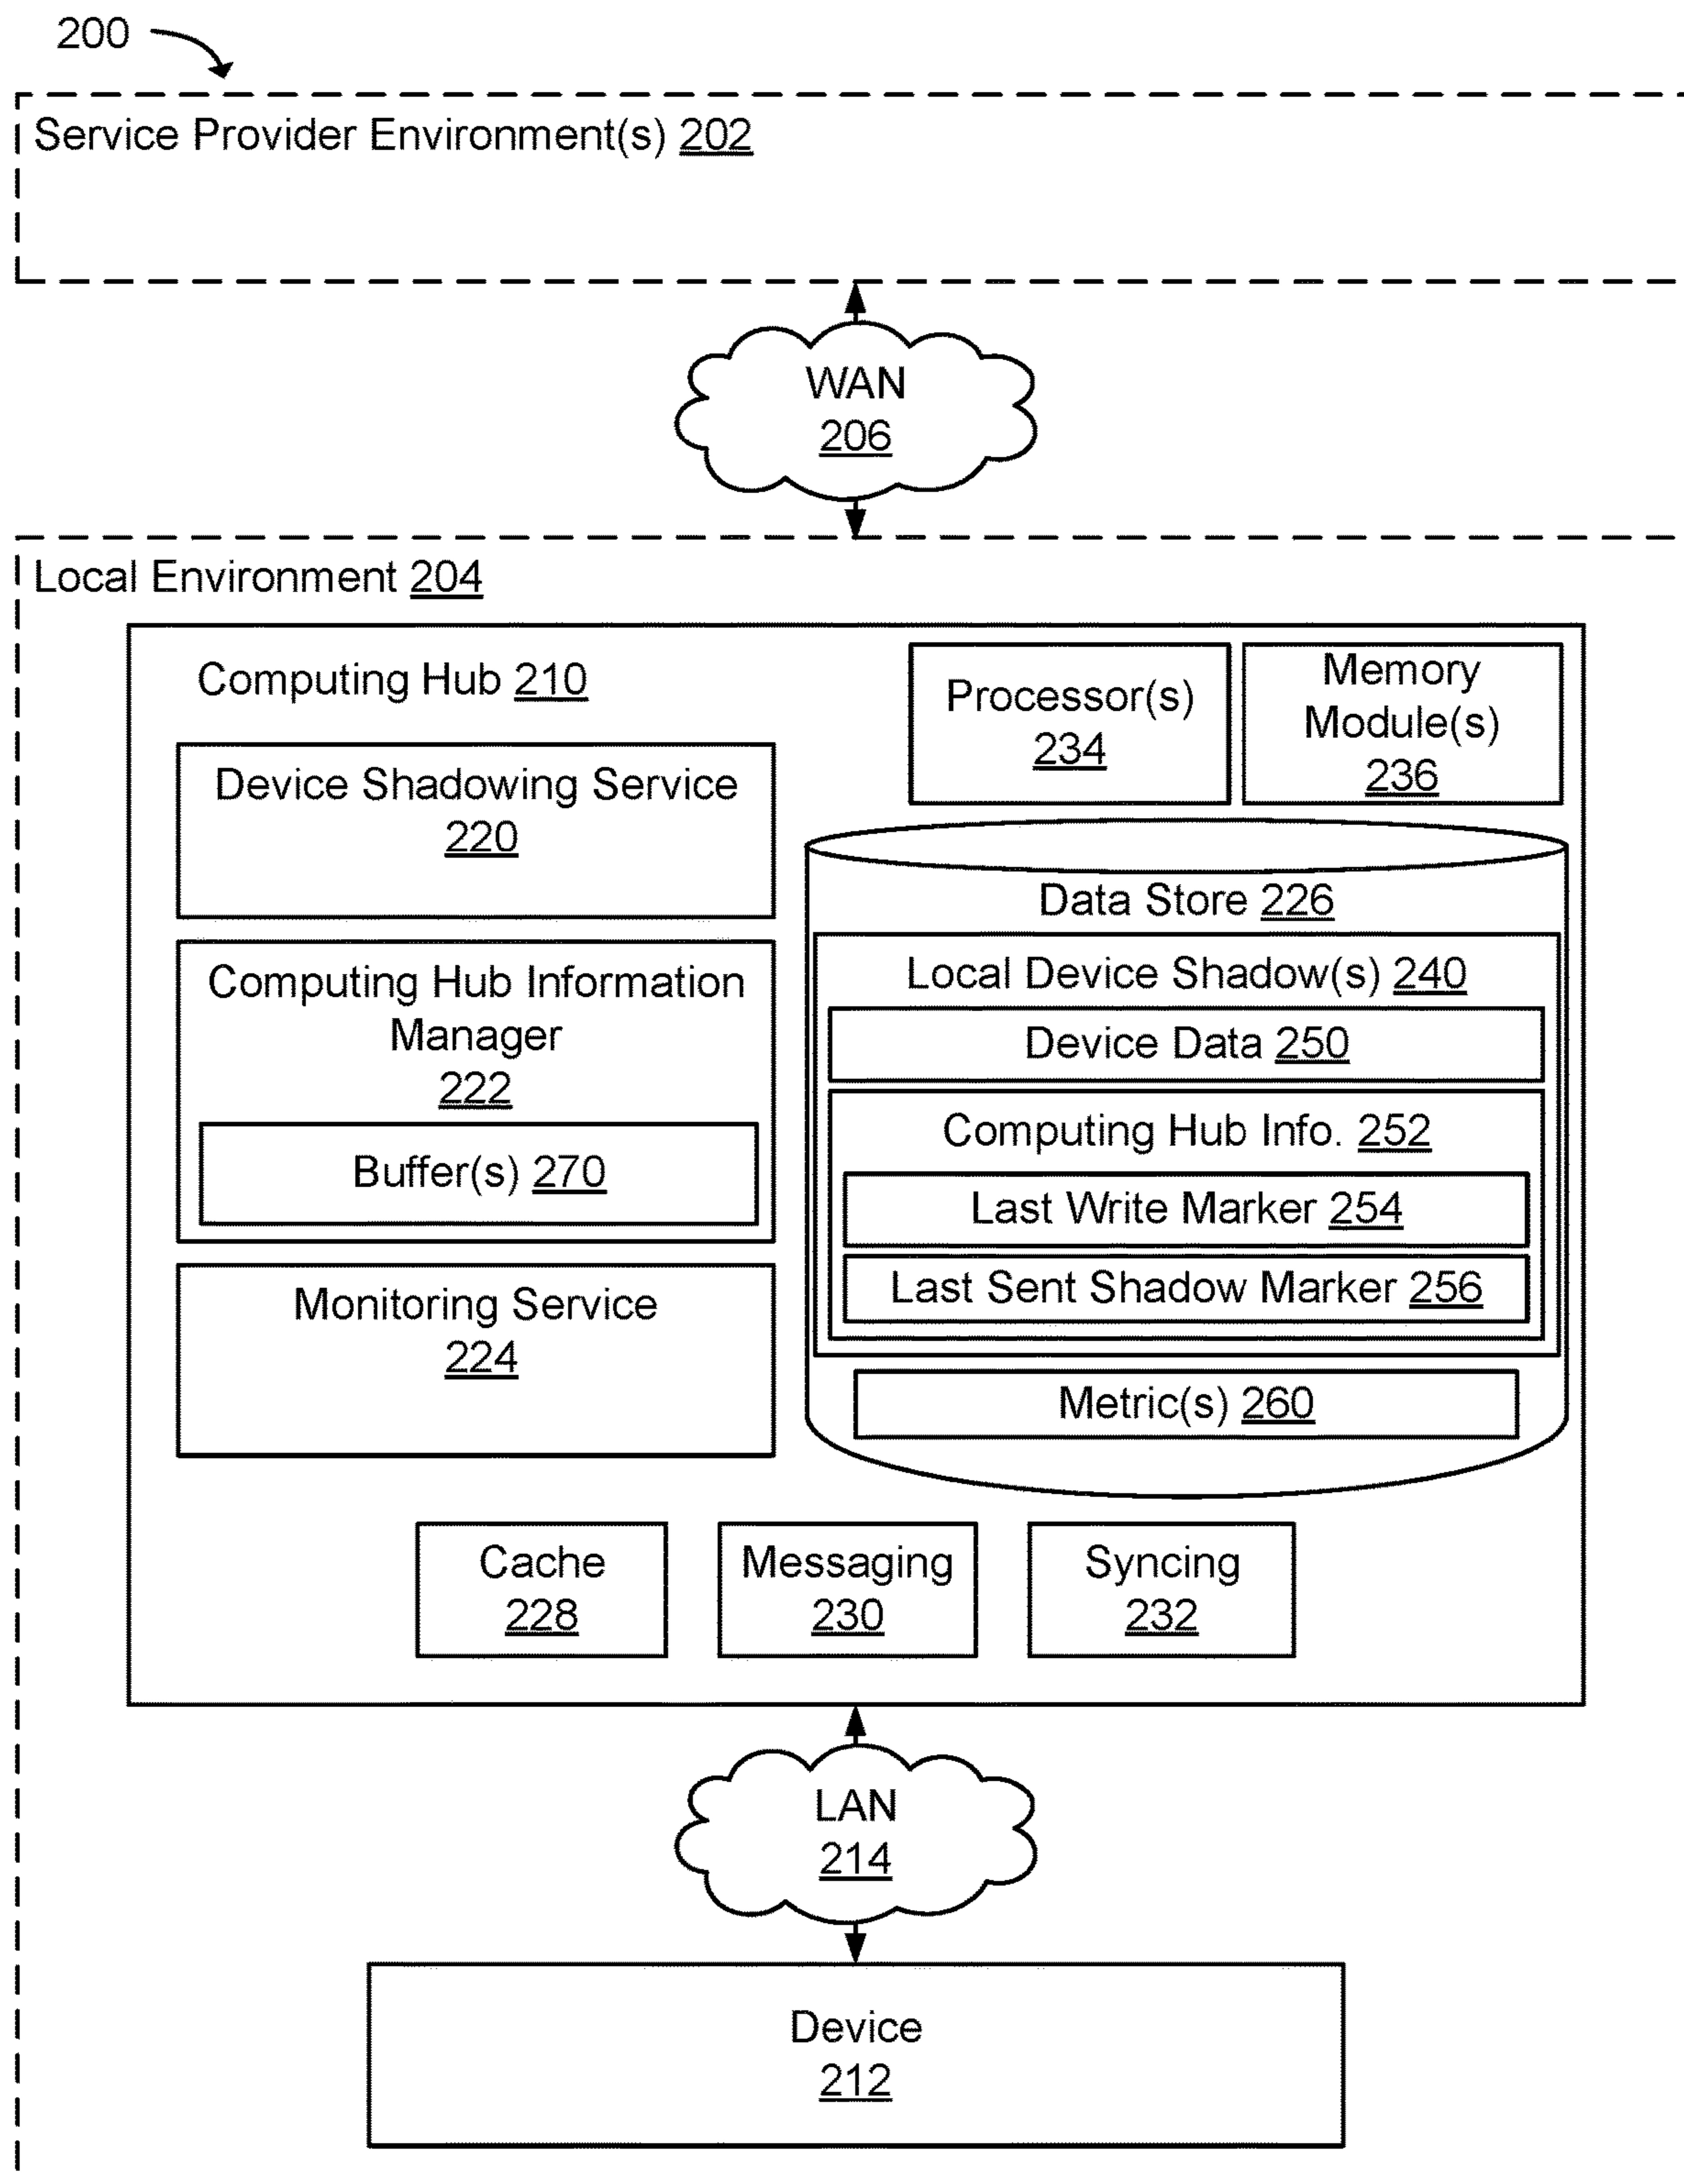 200
Service Provider Environment(s) 202
WAN
206
Local Environment 204
Computing Hub 210
Processor(s)
234
Memory
Module(s)
236
Device Shadowing Service
220
Computing Hub Information
Manager
222
Buffer(s) 270
Monitoring Service
224
Data Store 226
Local Device Shadow(s) 240
Device Data 250
Computing Hub Info. 252
Last Write Marker 254
Last Sent Shadow Marker 256
Metric(s) 260
Cache
228
Messaging
230
Syncing
232
LAN
214
Device
212